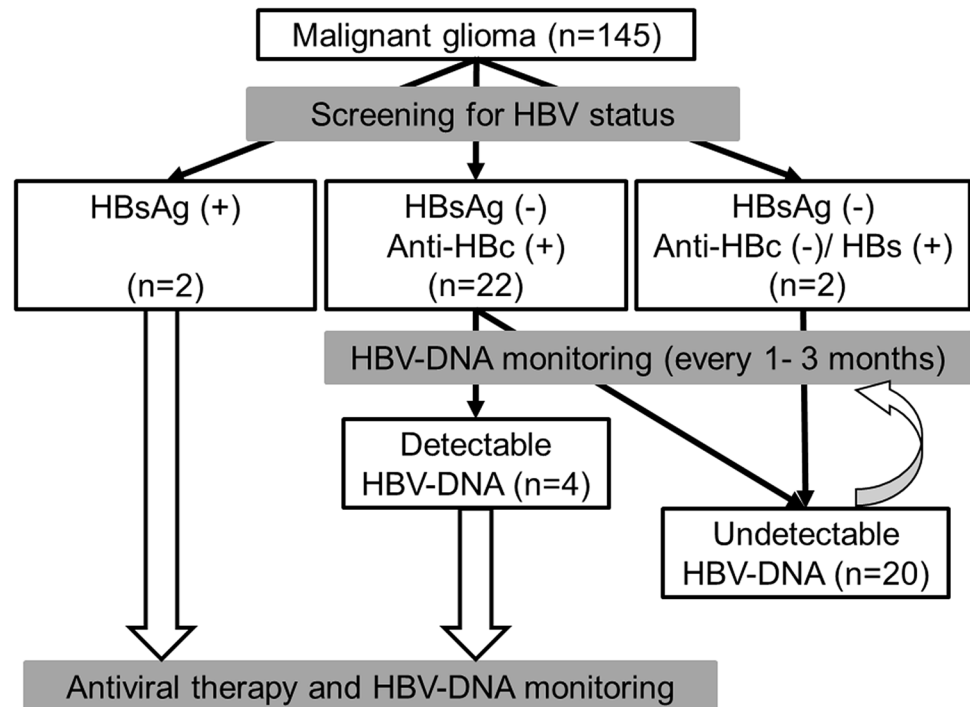 Malignant glioma (n=145)
Screening for HBV status
HBsAg (+)
(n=2)
HBsAg (-)
Anti-HBc (+)
(n=22)
HBsAg (-)
Anti-HBc (-)/ HBs (+)
(n=2)
HBV-DNA monitoring (every 1- 3 months)
Detectable
HBV-DNA (n=4)
Undetectable
HBV-DNA (n=20)
Antiviral therapy and HBV-DNA monitoring